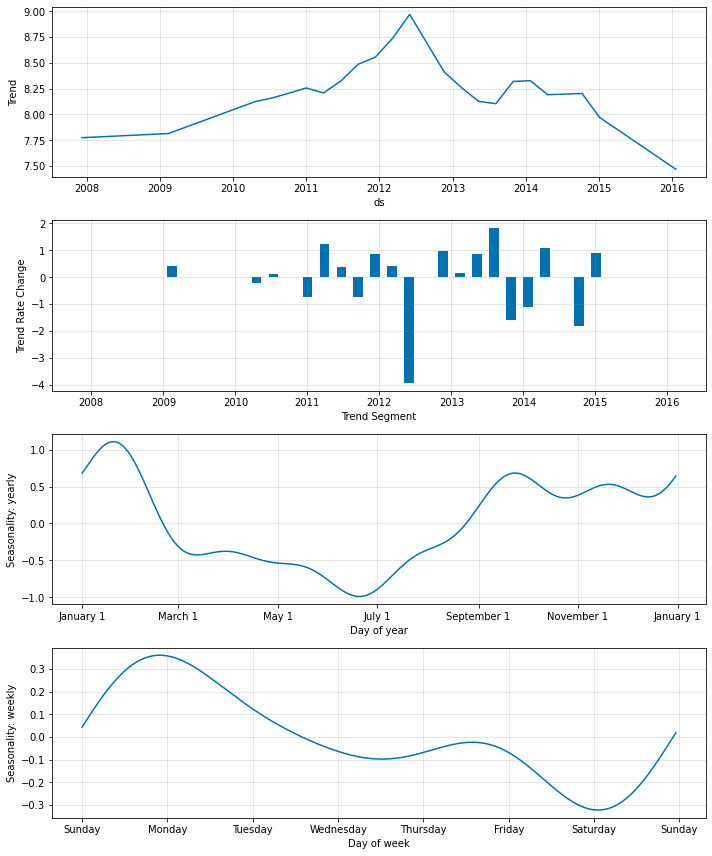 9.00
8.75
8.50
8.25
8.00
7.75
7.50
Trend
2008 2009 2010 2011 2012 2013 2014 2015 2016
ds
2
1
0
−1
−2
−3
−4
Trend Rate Change
2008 2009 2010 2011 2012 2013 2014 2015 2016
Trend Segment
1.0
0.5
0.0
−0.5
−1.0
Seasonality: yearly
January 1 March 1 May 1 July 1 September 1 November 1 January 1
Day of year
0.3
0.2
0.1
0.0
−0.1
−0.2
−0.3
Seasonality: weekly
Sunday Monday Tuesday Wednesday Thursday Friday Saturday Sunday
Day of week